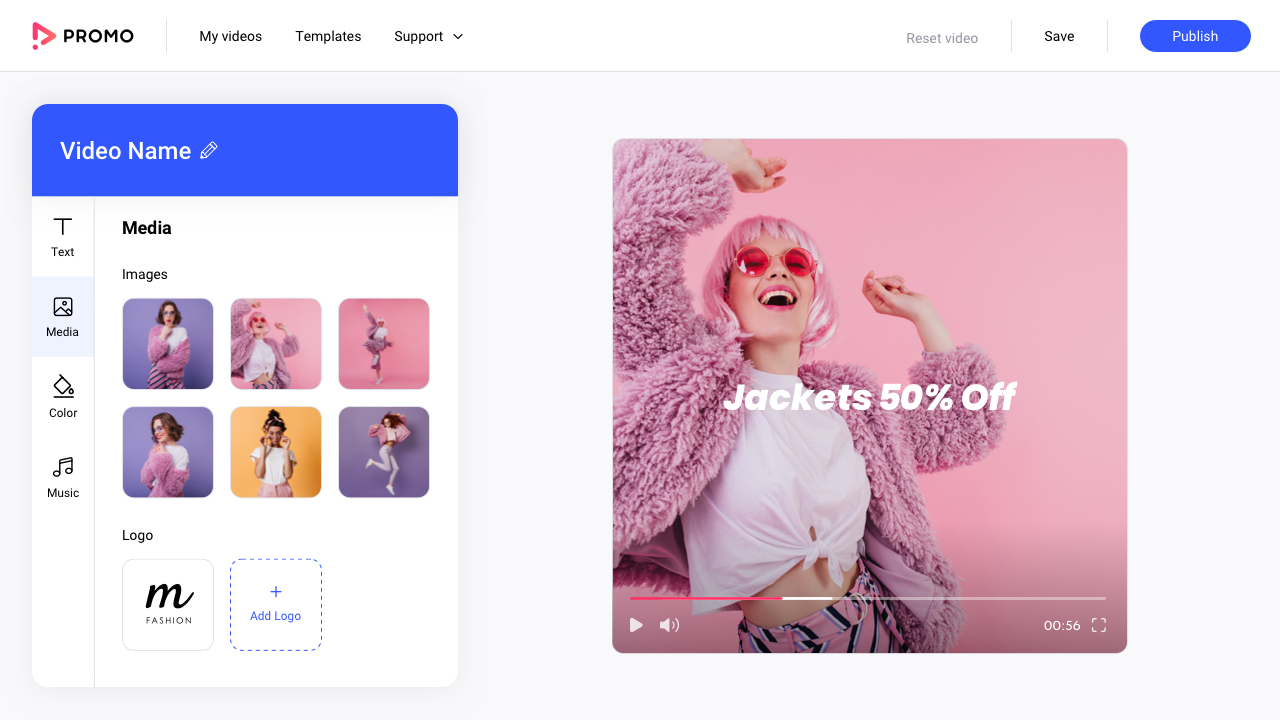 PROMO
My videos
Templates
Support
Reset video
Save
Publish
Video Name
Text
Media
Color
Music
Media
Images
Logo
m
FASHION
+
Add Logo
Jackets 50% Off
00:56